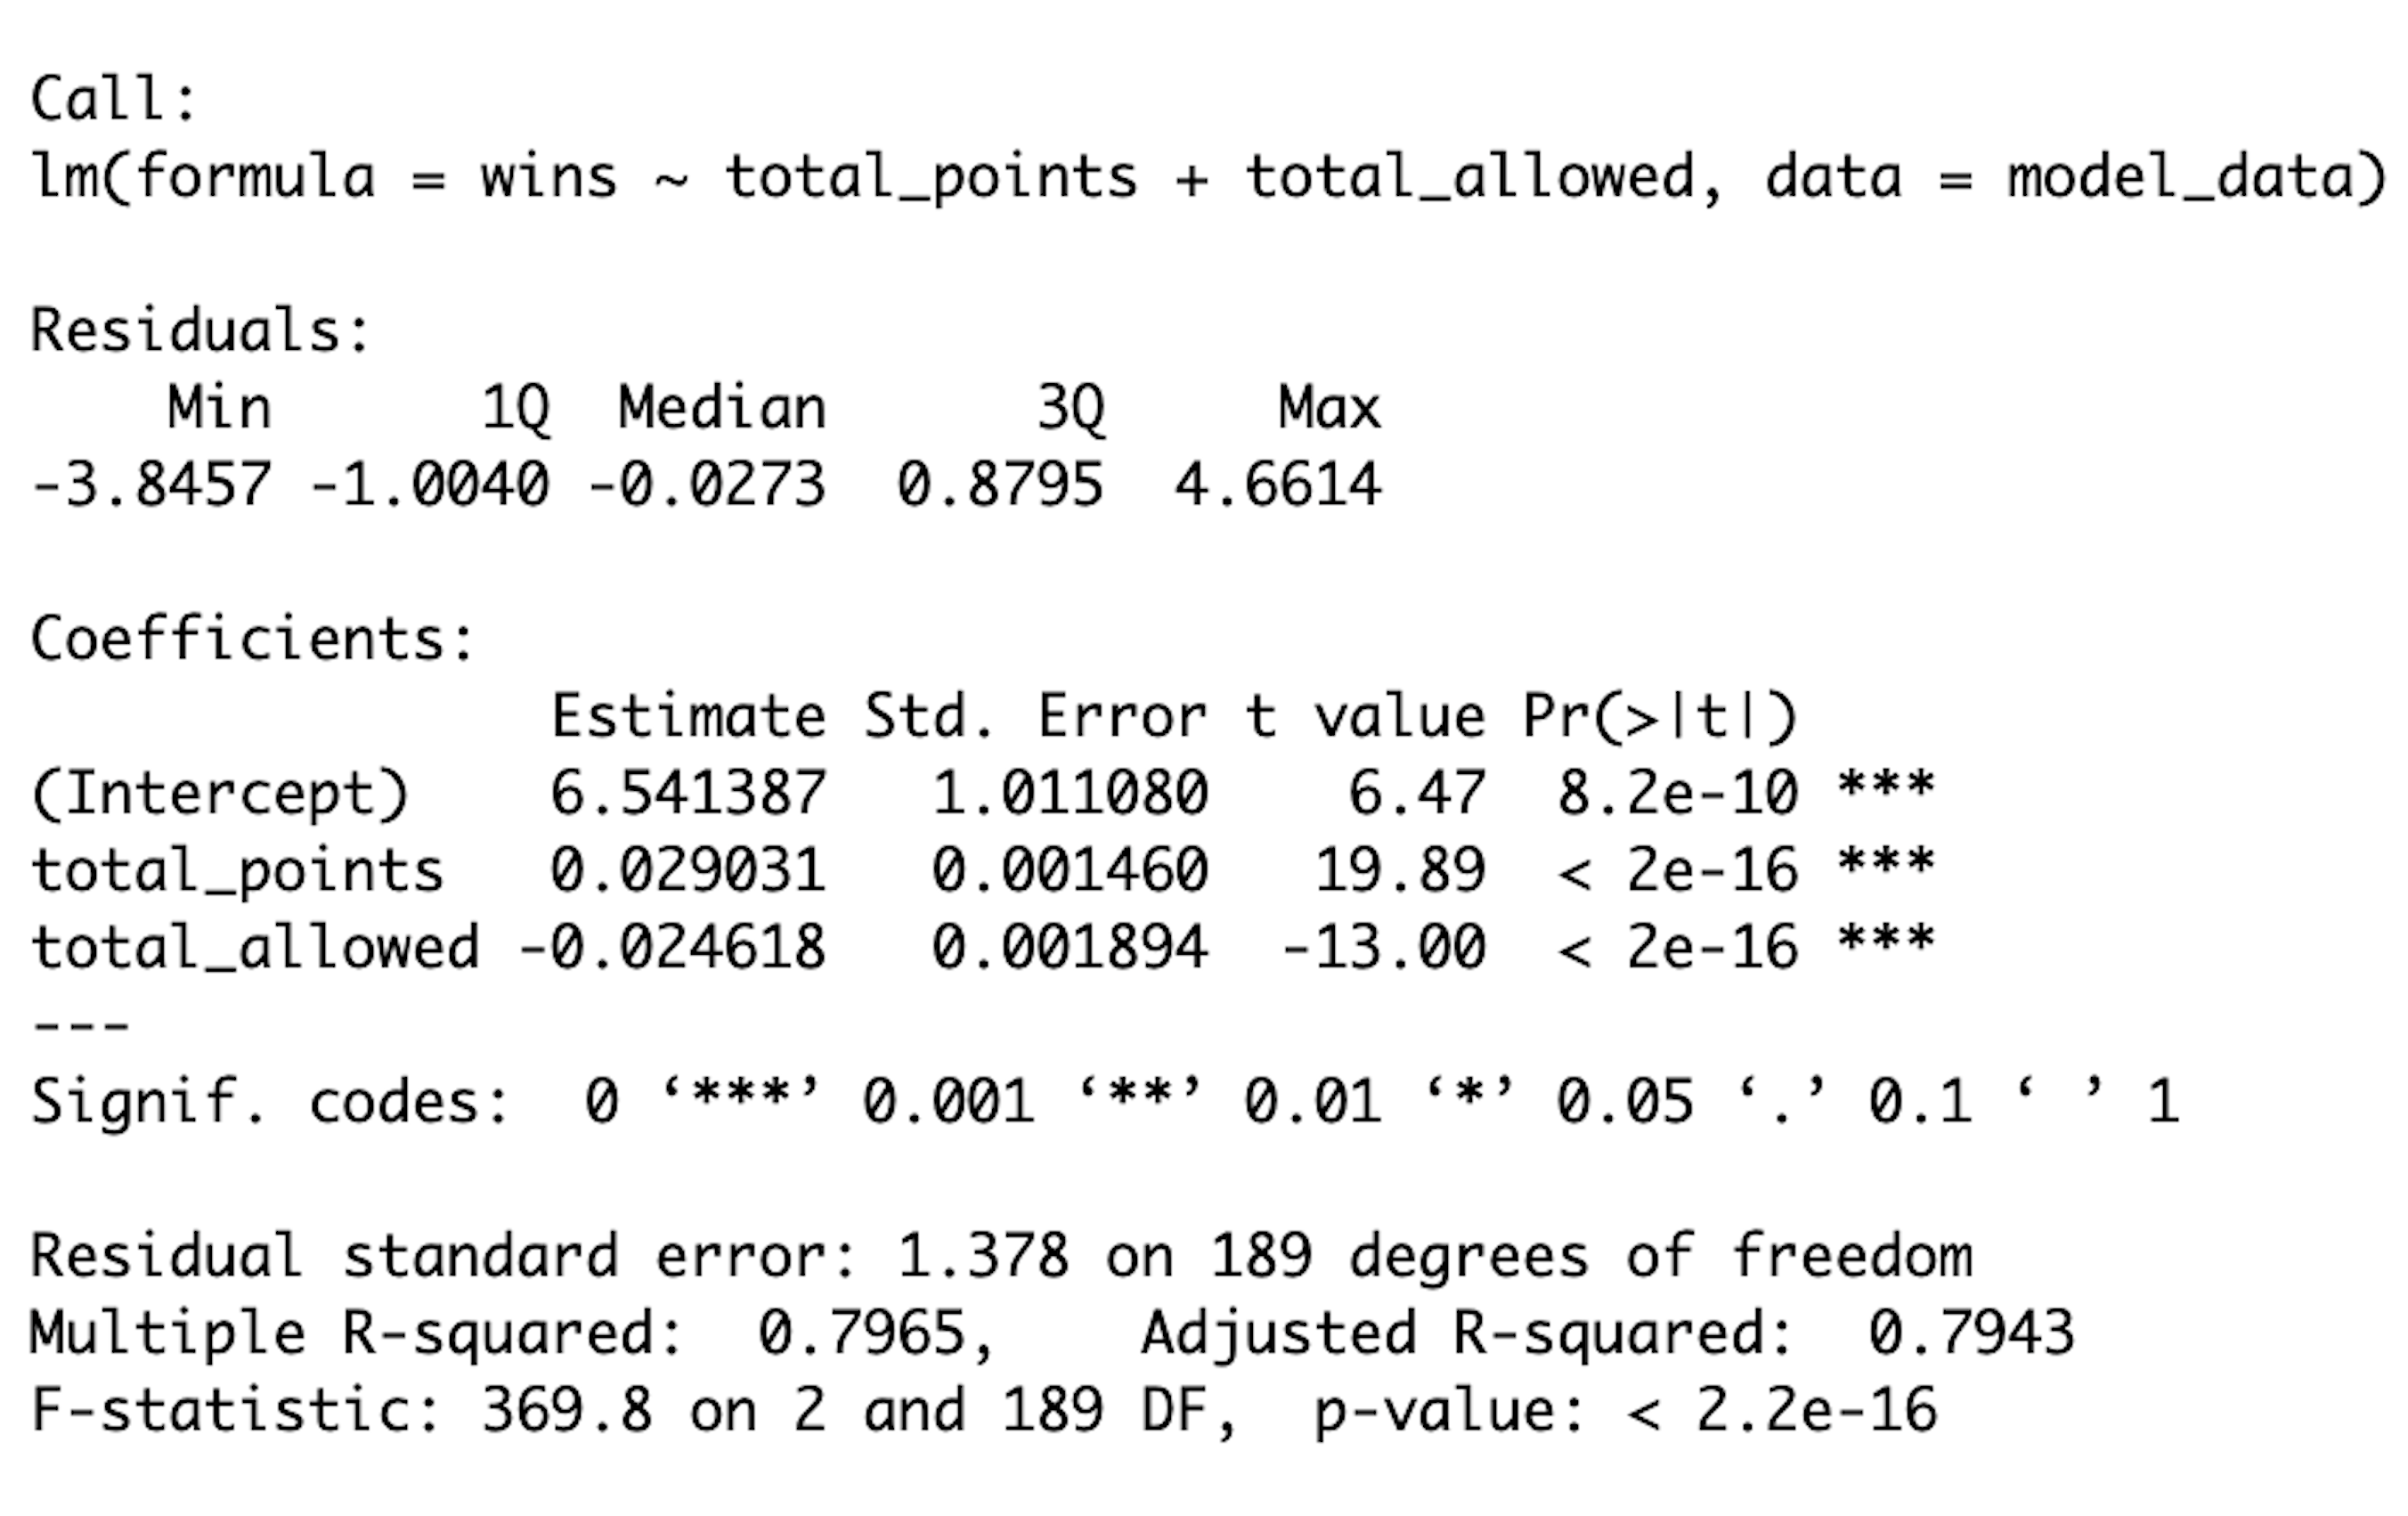 Call:
lm(formula = wins ~ total_points + total_allowed, data = model_data)
Residuals:
    Min      1Q  Median      3Q     Max
-3.8457 -1.0040 -0.0273  0.8795  4.6614
Coefficients:
               Estimate Std. Error t value Pr(>|t|)
(Intercept)    6.541387   1.011080    6.47  8.2e-10 ***
total_points   0.029031   0.001460   19.89  < 2e-16 ***
total_allowed -0.024618   0.001894  -13.00  < 2e-16 ***
---
Signif. codes:  0 ‘***’ 0.001 ‘**’ 0.01 ‘*’ 0.05 ‘.’ 0.1 ‘ ’ 1
Residual standard error: 1.378 on 189 degrees of freedom
Multiple R-squared:  0.7965,    Adjusted R-squared:  0.7943
F-statistic: 369.8 on 2 and 189 DF,  p-value: < 2.2e-16